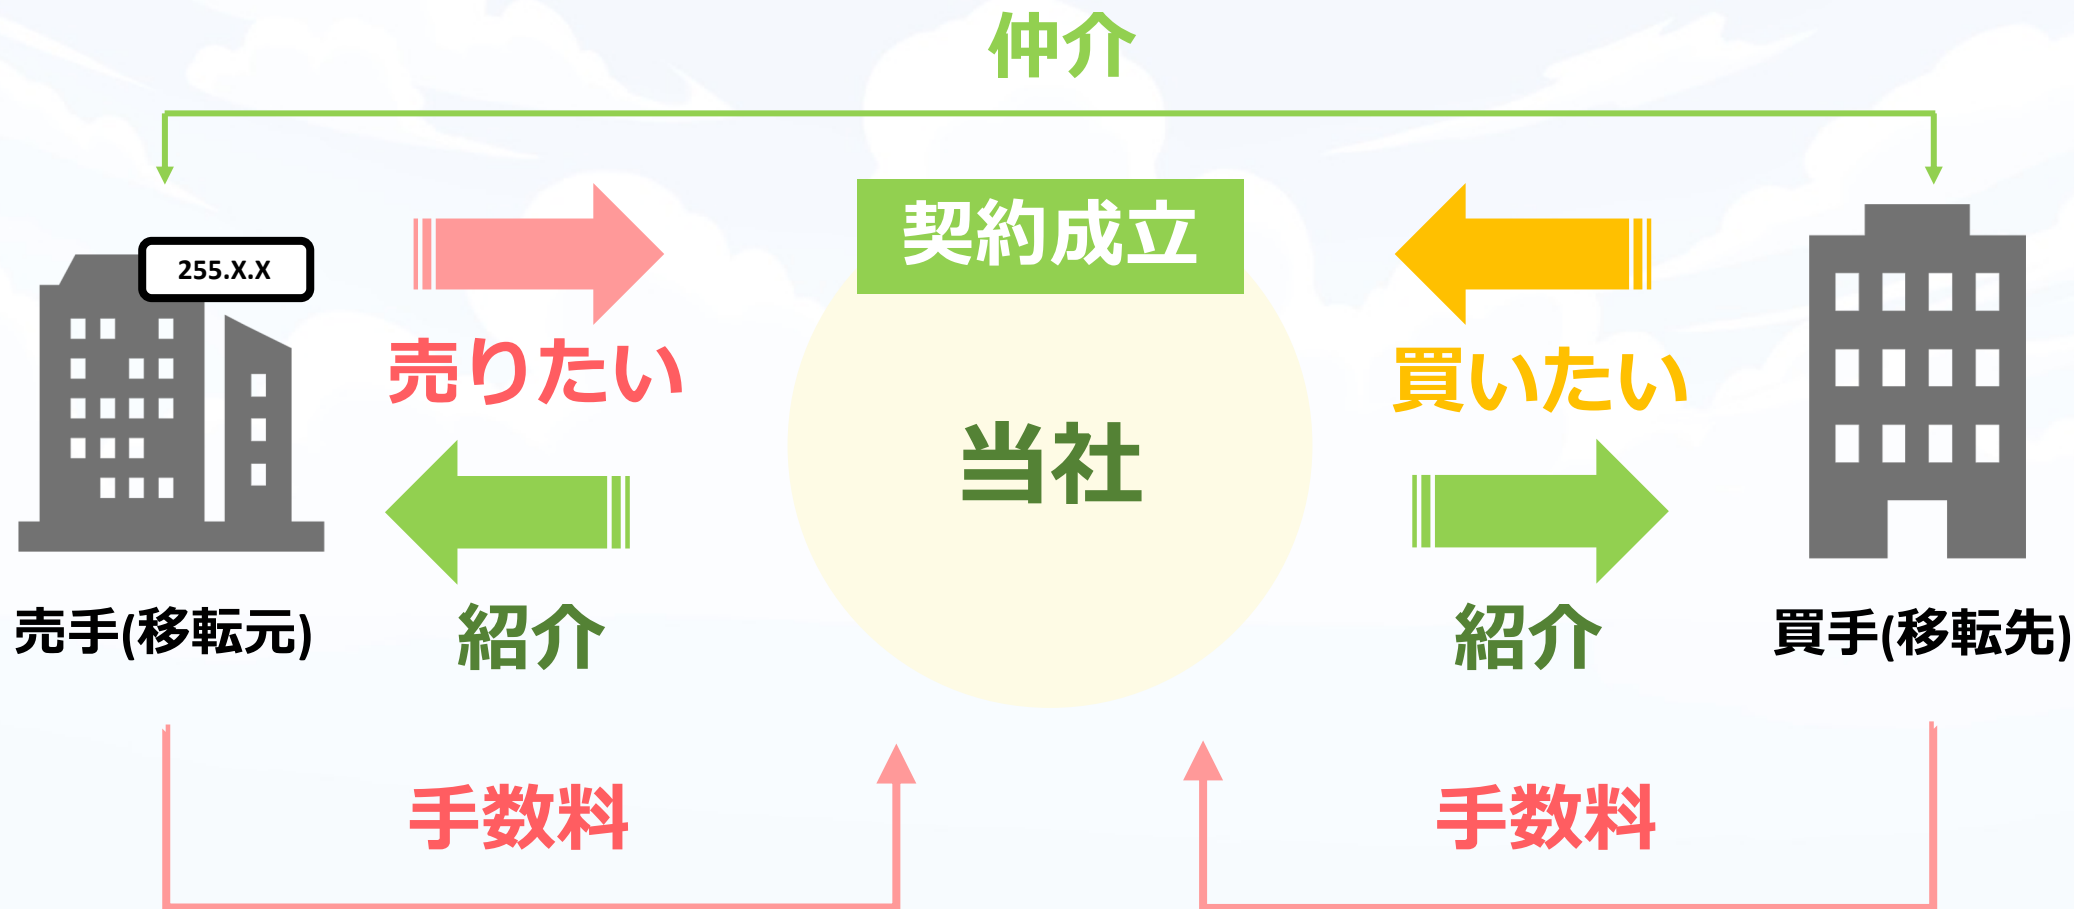 仲介
契約成立
255.X.X
売りたい
買いたい
当社
売手(移転元)
紹介
紹介
買手(移転先)
手数料
手数料